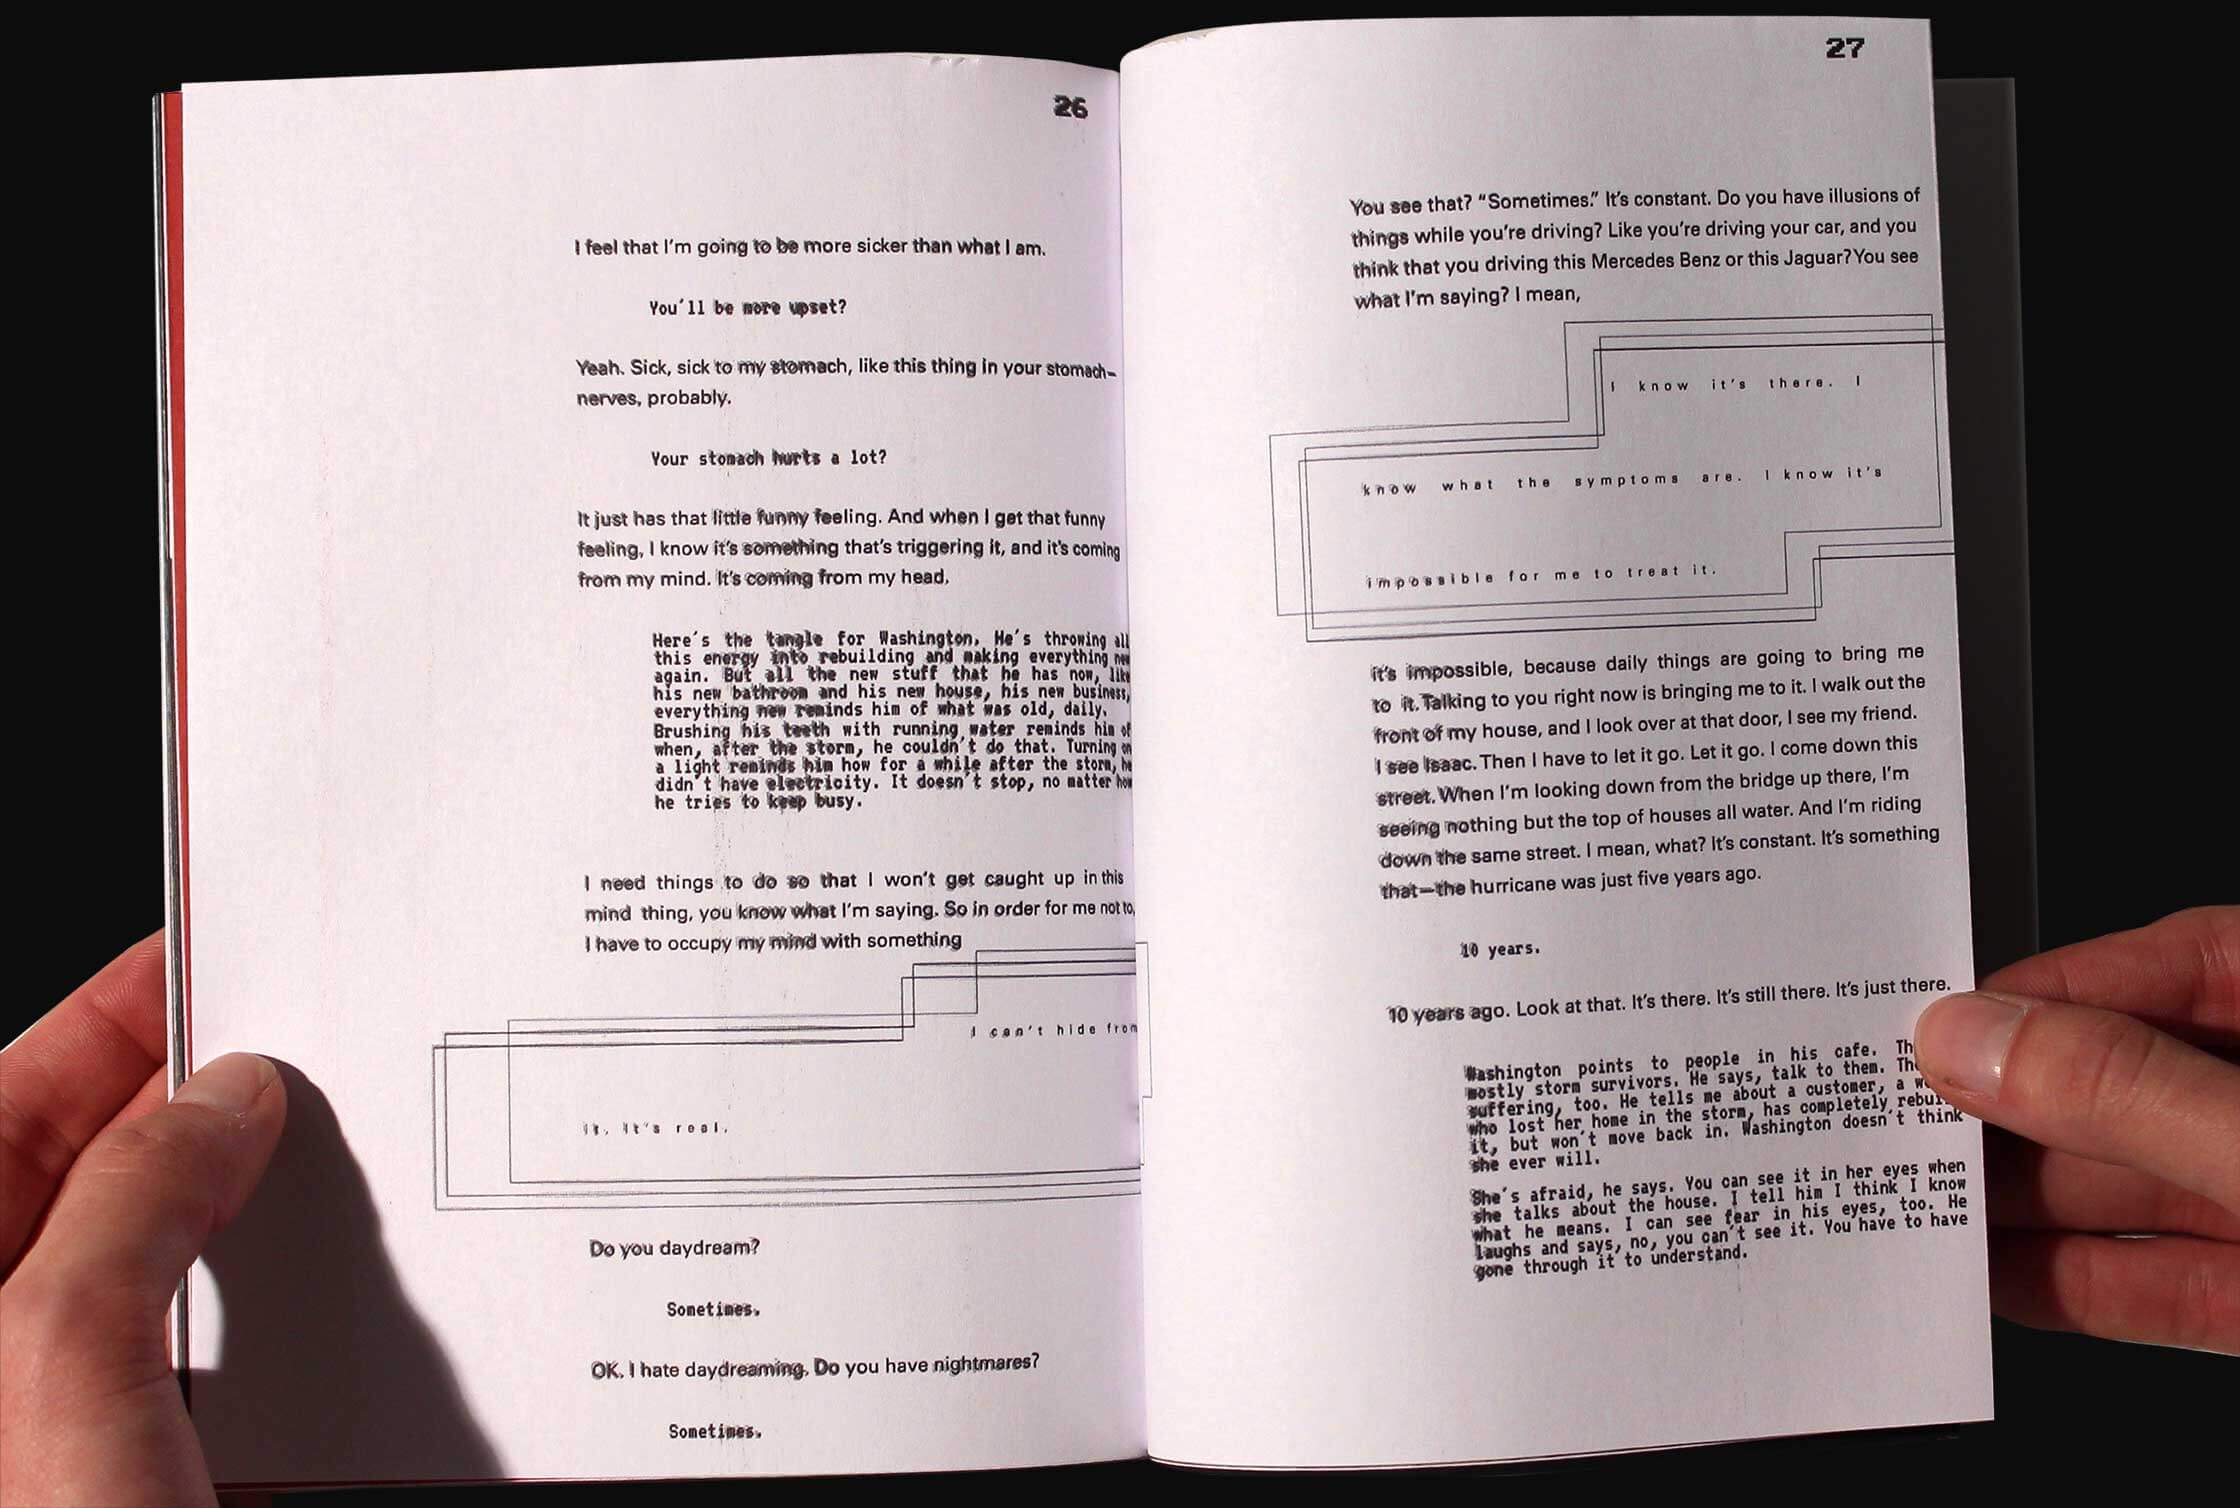 26
I feel that I'm going to be more sicker than what I am.
You'll be more upset?
Yeah. Sick, sick to my stomach, like this thing in your stomach–
nerves, probably.
Your stomach hurts a lot?
It just has that little funny feeling. And when I get that funny
feeling, I know it's something that's triggering it, and it's coming
from my mind. It's coming from my head.
Here's the tangle for Washington. He's throwing all
this energy into rebuilding and making everything new
again. But all the new stuff that he has now, like
his new bathroom and his new house, his new business,
everything new reminds him of what was old, daily.
Brushing his teeth with running water reminds him of
when, after the storm, he couldn't do that. Turning on
a light reminds him how for a while after the storm, he
didn't have electricity. It doesn't stop, no matter how
he tries to keep busy.
I need things to do so that I won't get caught up in this
mind thing, you know what I'm saying. So in order for me not to,
I have to occupy my mind with something
I can't hide from
it. It's real.
Do you daydream?
Sometimes.
OK. I hate daydreaming. Do you have nightmares?
Sometimes.
27
You see that? “Sometimes.” It's constant. Do you have illusions of
things while you're driving? Like you're driving your car, and you
think that you driving this Mercedes Benz or this Jaguar? You see
what I'm saying? I mean,
I know it's there. I
know what the symptoms are. I know it's
impossible for me to treat it.
it's impossible, because daily things are going to bring me
to it. Talking to you right now is bringing me to it. I walk out the
front of my house, and I look over at that door, I see my friend.
I see Isaac. Then I have to let it go. Let it go. I come down this
street. When I'm looking down from the bridge up there, I'm
seeing nothing but the top of houses all water. And I'm riding
down the same street. I mean, what? It's constant. It's something
that—the hurricane was just five years ago.
10 years.
10 years ago. Look at that. It's there. It's still there. It's just there.
Washington points to people in his cafe.
mostly storm survivors. He says, talk to them.
suffering, too. He tells me about a customer, a
who lost her home in the storm, has completely
it, but won't move back in. Washington doesn't think
she ever will.
She's afraid, he says. You can see it in her eyes when
she talks about the house. I tell him I think I know
what he means. I can see fear in his eyes, too. He
laughs and says, no, you can't see it. You have to have
gone through it to understand.